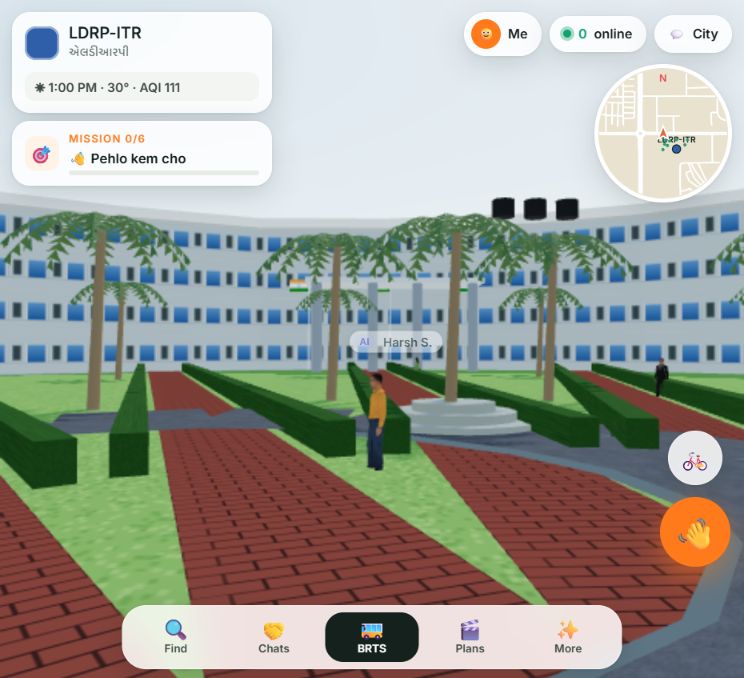 LDRP-ITR
એલડીઆરપી
1:00 PM · 30° · AQI 111
MISSION 0/6
Pehlo kem cho
Me
0 online
City
N
LDRP-ITR
AI Harsh S.
Find
Chats
BRTS
Plans
More